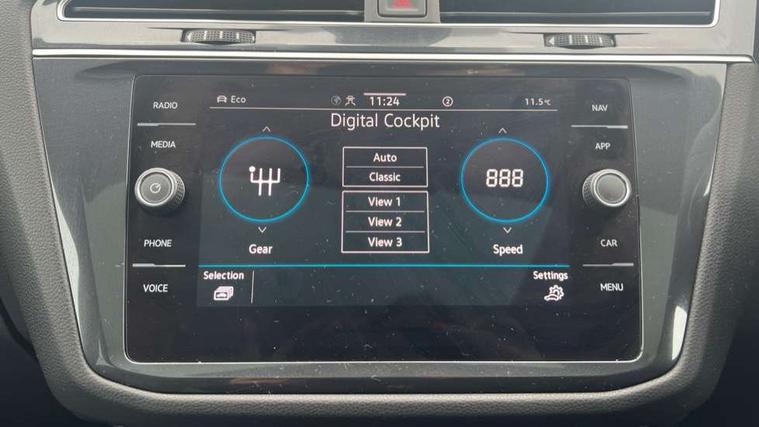 RADIO
MEDIA
PHONE
VOICE
Eco
11:24
2
11.5°C
Digital Cockpit
Auto
Classic
View 1
View 2
View 3
Gear
888
Speed
Selection
Settings
NAV
APP
CAR
MENU